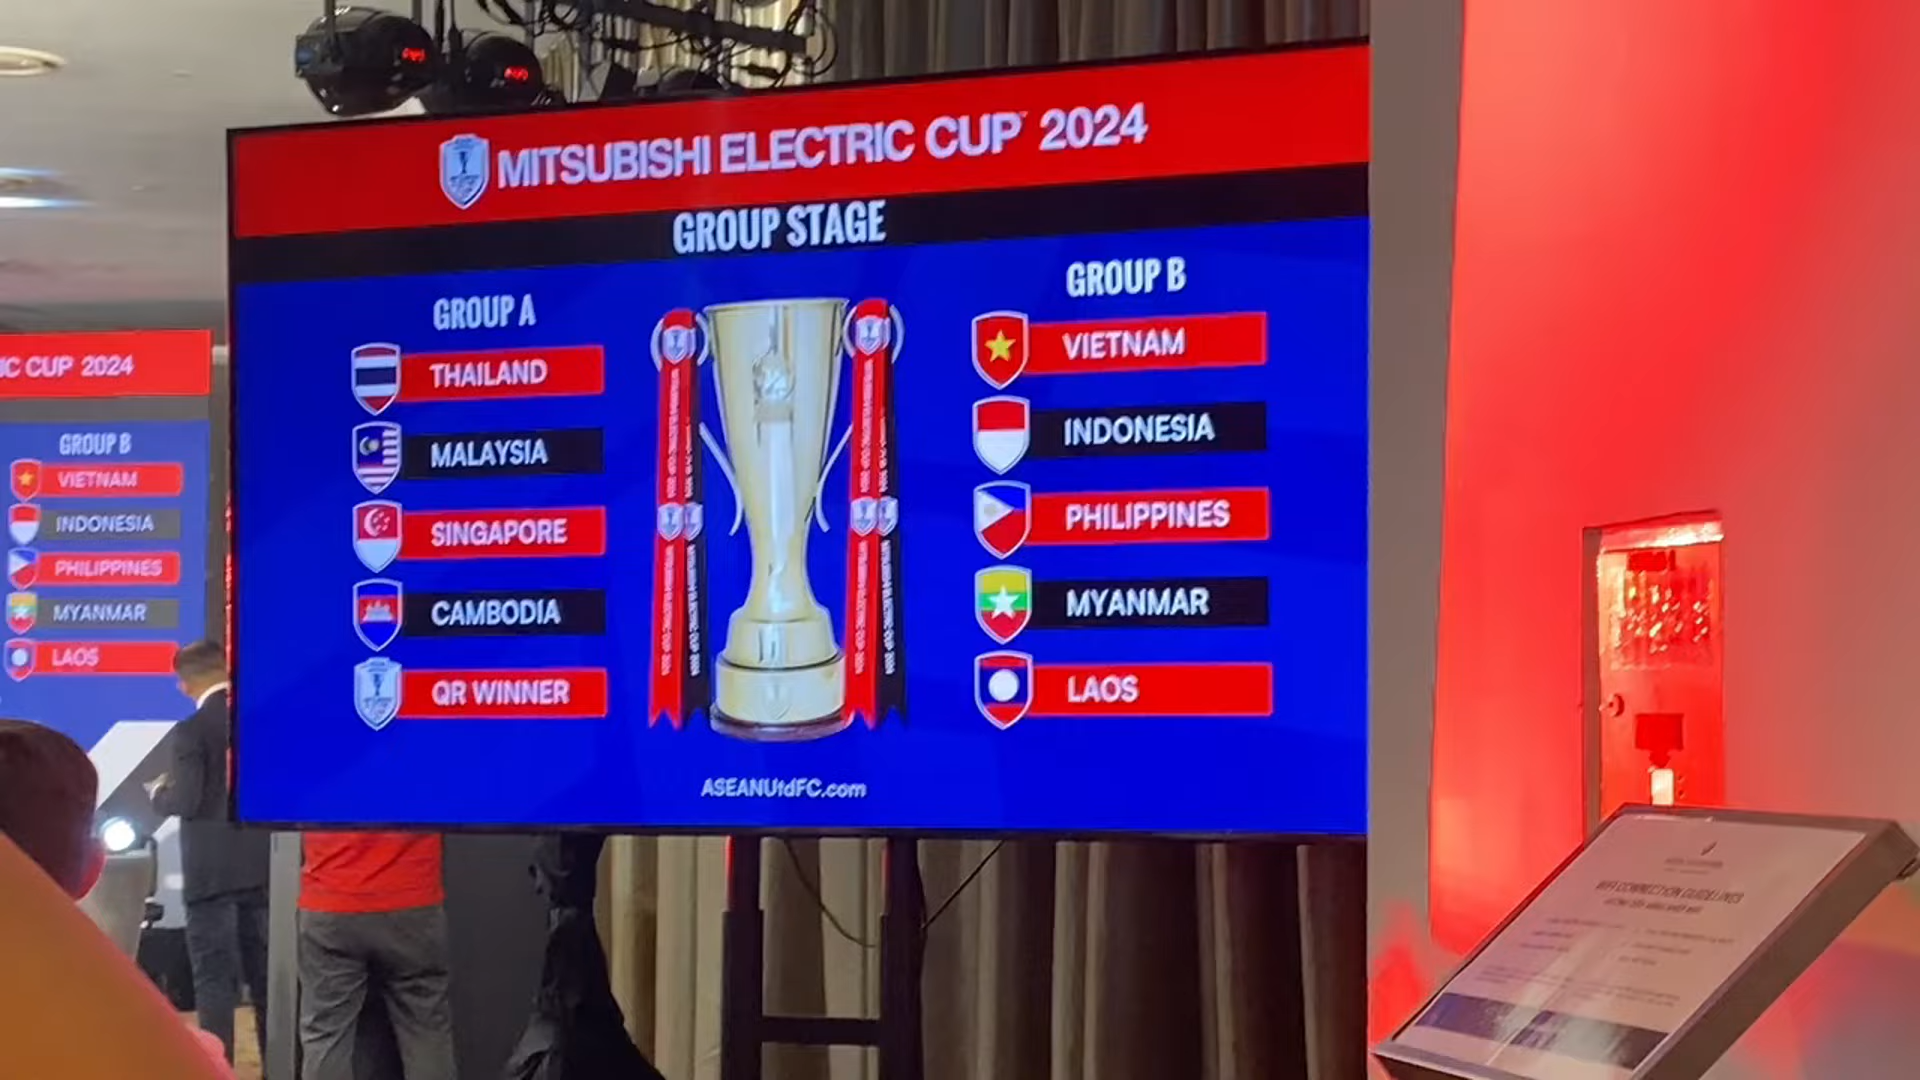 MITSUBISHI ELECTRIC CUP 2024
GROUP STAGE
GROUP A
THAILAND
MALAYSIA
SINGAPORE
CAMBODIA
QR WINNER
GROUP B
VIETNAM
INDONESIA
PHILIPPINES
MYANMAR
LAOS
ASEANUtdFC.com
IC CUP 2024
GROUP B
VIETNAM
INDONESIA
PHILIPPINES
MYANMAR
LAOS
WIFI CONNECTION GUIDELINES